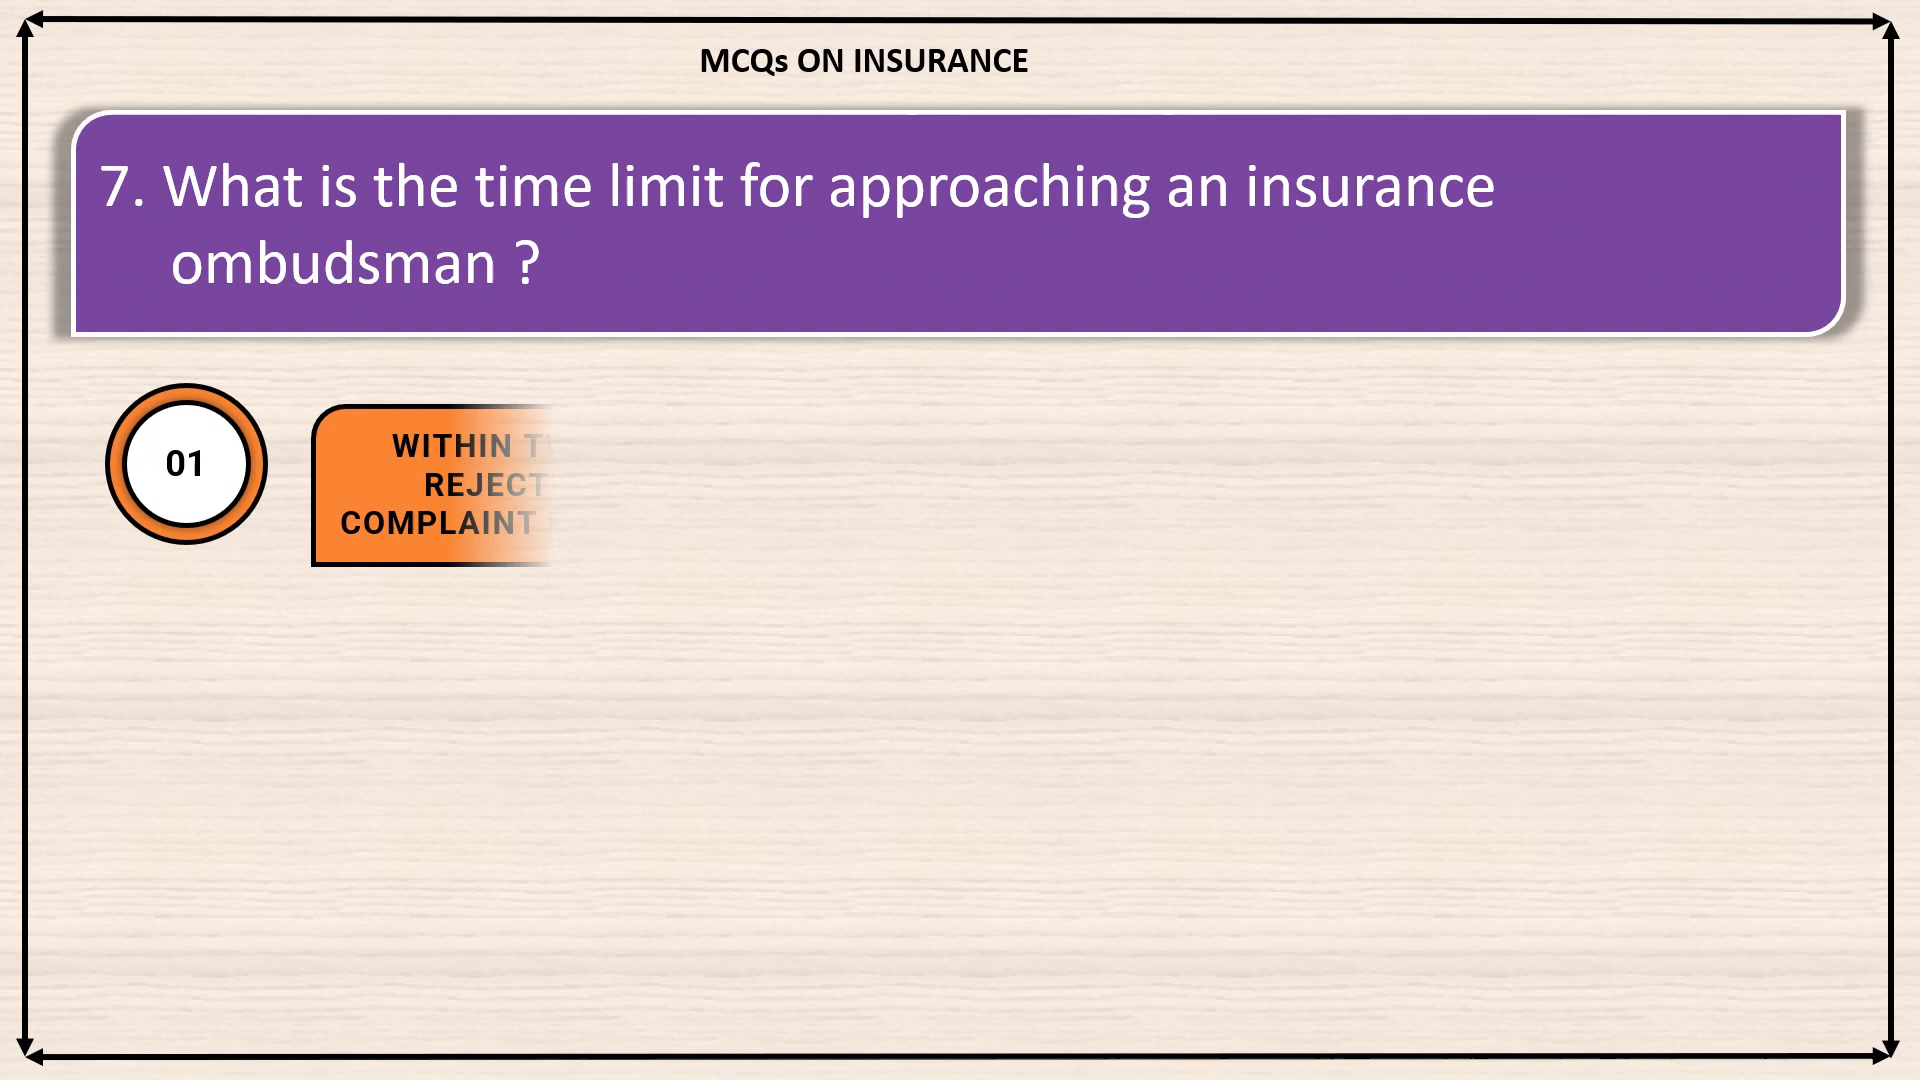 MCQs ON INSURANCE
7. What is the time limit for approaching an insurance
ombudsman ?
01
WITHIN
REJECT
COMPLAINT